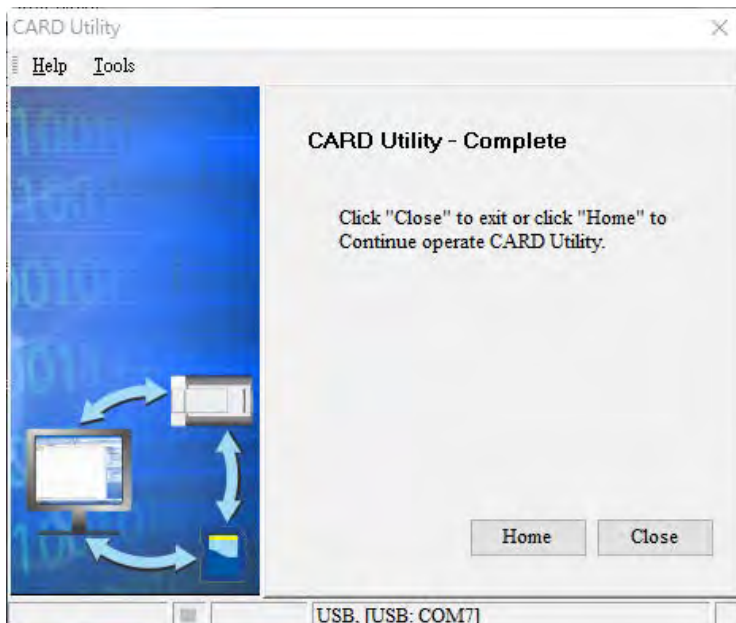 CARD Utility
Help Tools
CARD Utility - Complete
Click "Close" to exit or click "Home" to
Continue operate CARD Utility.
Home Close
USB, [USB: COM7]